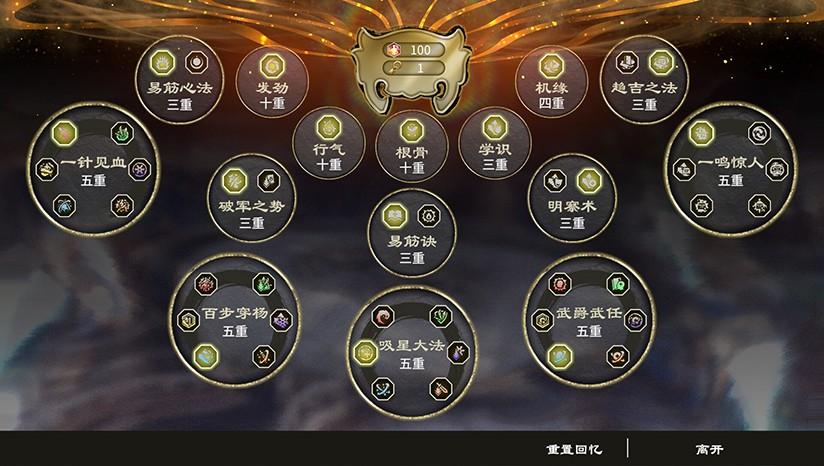 100
1
易筋心法
三重
发劲
十重
机缘
四重
趋吉之法
三重
一针见血
五重
行气
十重
根骨
十重
学识
三重
一鸣惊人
五重
破军之势
三重
明察术
三重
易筋诀
三重
百步穿杨
五重
吸星大法
五重
武爵武任
五重
重置回忆
离开